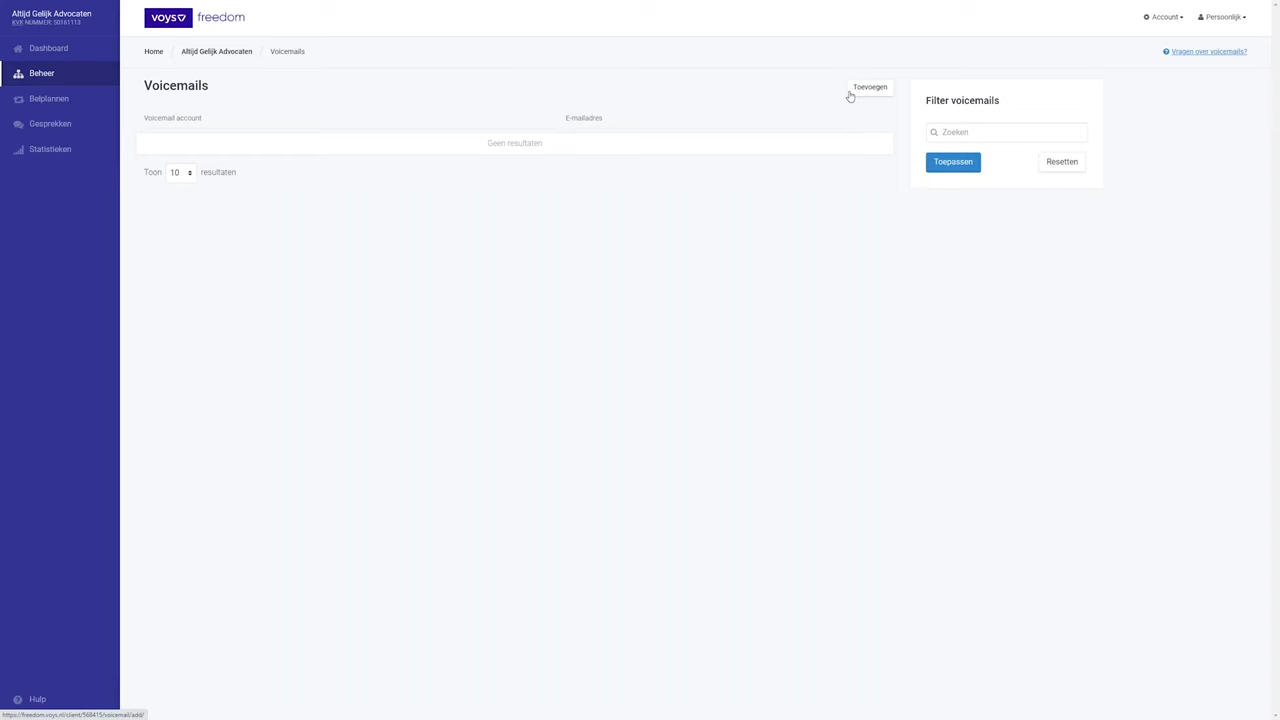 Altijd Gelijk Advocaten
KVK NUMMER: 50161113
Dashboard
Beheer
Belplannen
Gesprekken
Statistieken
Hulp
voys freedom
Account
Persoonlijk
Home / Altijd Gelijk Advocaten / Voicemails
Vragen over voicemails?
Voicemails
Toevoegen
Voicemail account E-mailadres
Geen resultaten
Toon 10 resultaten
Filter voicemails
Zoeken
Toepassen Resetten
https://freedom.voys.nl/client/568415/voicemail/add/